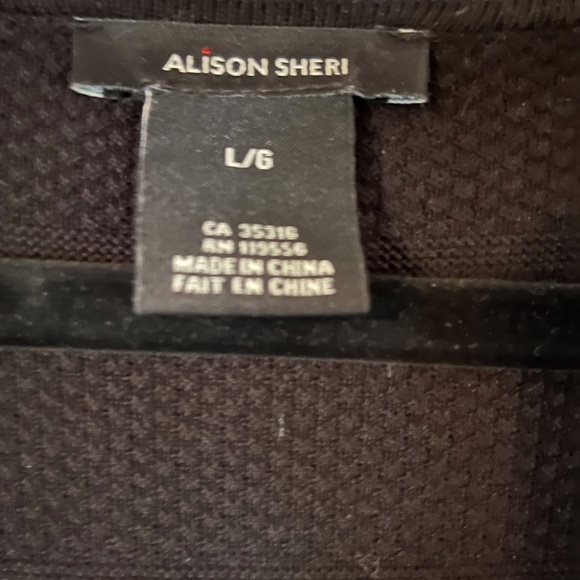 ALISON SHERI
L/G
CA 35316
RN 119556
MADE IN CHINA
FAIT EN CHINE